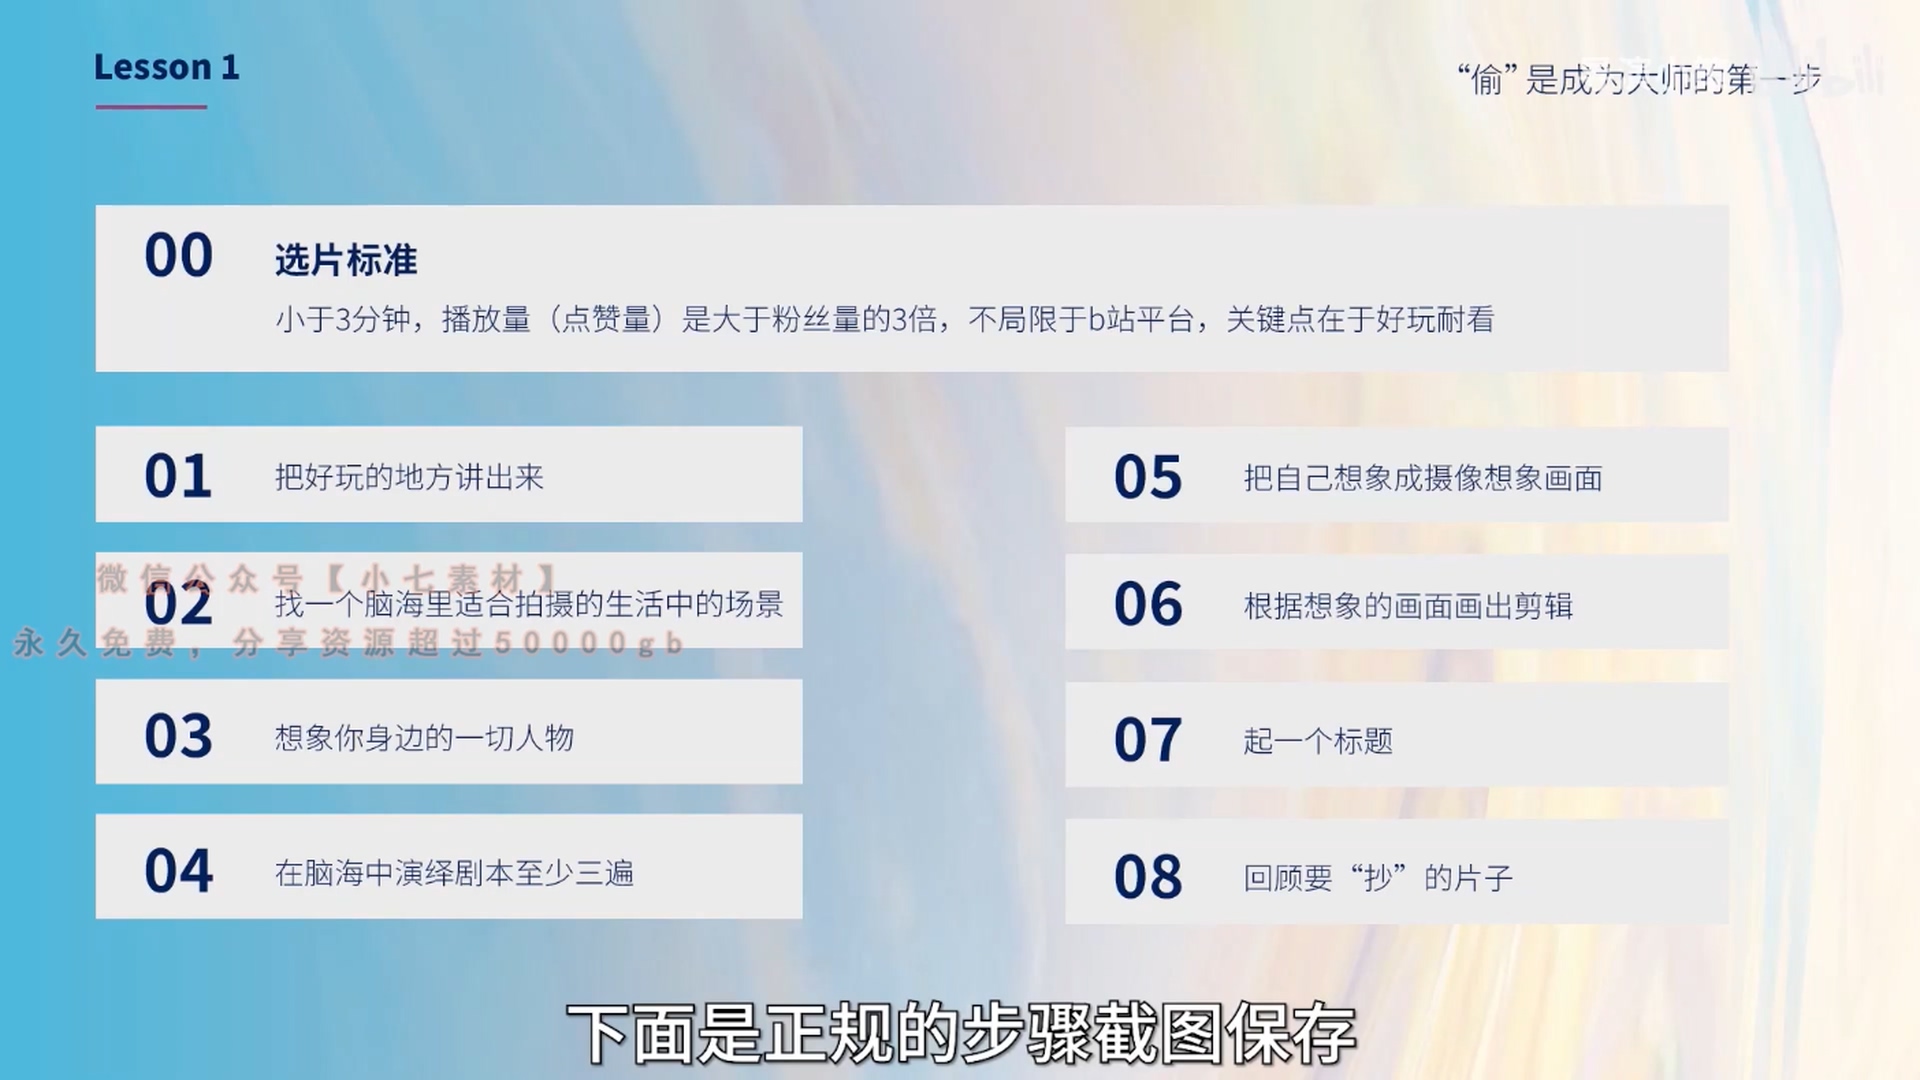 Lesson 1
“偷”是成为大师的第一步
00
选片标准
小于3分钟，播放量（点赞量）是大于粉丝量的3倍，不局限于b站平台，关键点在于好玩耐看
01 把好玩的地方讲出来
微信公众号【小七素材】
02 找一个脑海里适合拍摄的生活中的场景
永久免费，分享资源超过50000gb
03 想象你身边的一切人物
04 在脑海中演绎剧本至少三遍
05 把自己想象成摄像想象画面
06 根据想象的画面画出剪辑
07 起一个标题
08 回顾要“抄”的片子
下面是正规的步骤截图保存